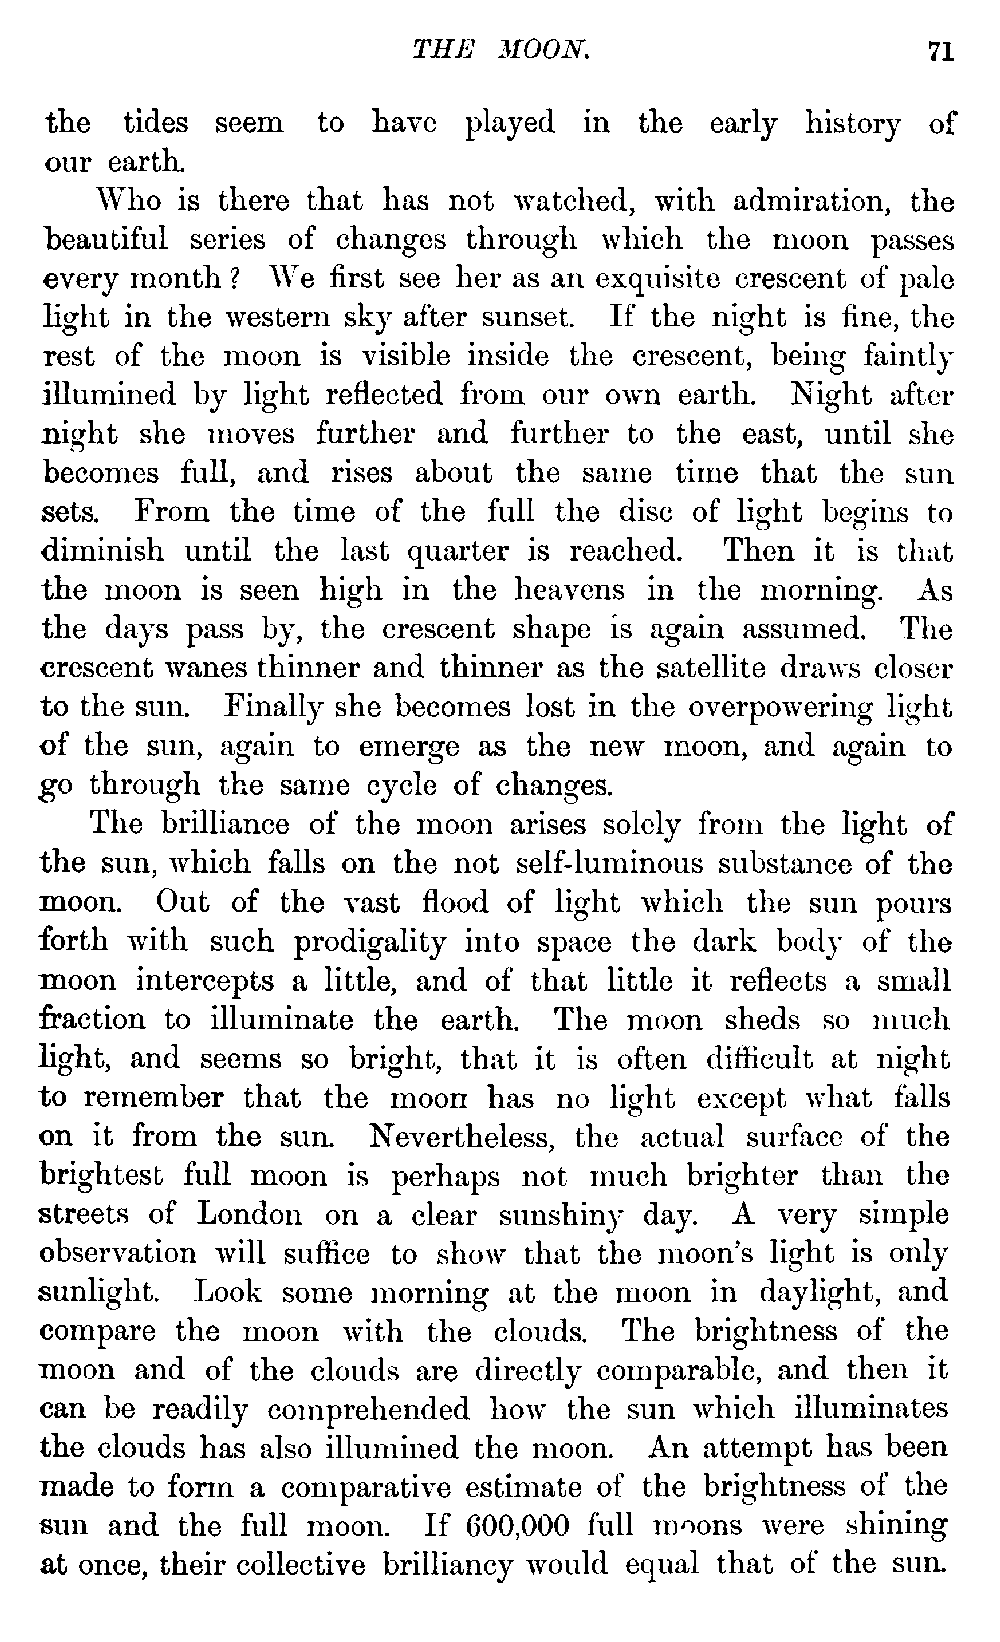 THE MOON. 71
the tides seem to have played in the early history of
our earth.
Who is there that has not watched, with admiration, the
beautiful series of changes through which the moon passes
every month? We first see her as an exquisite crescent of pale
light in the western sky after sunset. If the night is fine, the
rest of the moon is visible inside the crescent, being faintly
illumined by light reflected from our own earth. Night after
night she moves further and further to the east, until she
becomes full, and rises about the same time that the sun
sets. From the time of the full the disc of light begins to
diminish until the last quarter is reached. Then it is that
the moon is seen high in the heavens in the morning. As
the days pass by, the crescent shape is again assumed. The
crescent wanes thinner and thinner as the satellite draws closer
to the sun. Finally she becomes lost in the overpowering light
of the sun, again to emerge as the new moon, and again to
go through the same cycle of changes.
The brilliance of the moon arises solely from the light of
the sun, which falls on the not self-luminous substance of the
moon. Out of the vast flood of light which the sun pours
forth with such prodigality into space the dark body of the
moon intercepts a little, and of that little it reflects a small
fraction to illuminate the earth. The moon sheds so much
light, and seems so bright, that it is often difficult at night
to remember that the moon has no light except what falls
on it from the sun. Nevertheless, the actual surface of the
brightest full moon is perhaps not much brighter than the
streets of London on a clear sunshiny day. A very simple
observation will suffice to show that the moon's light is only
sunlight. Look some morning at the moon in daylight, and
compare the moon with the clouds. The brightness of the
moon and of the clouds are directly comparable, and then it
can be readily comprehended how the sun which illuminates
the clouds has also illumined the moon. An attempt has been
made to form a comparative estimate of the brightness of the
sun and the full moon. If 600,000 full moons were shining
at once, their collective brilliancy would equal that of the sun.